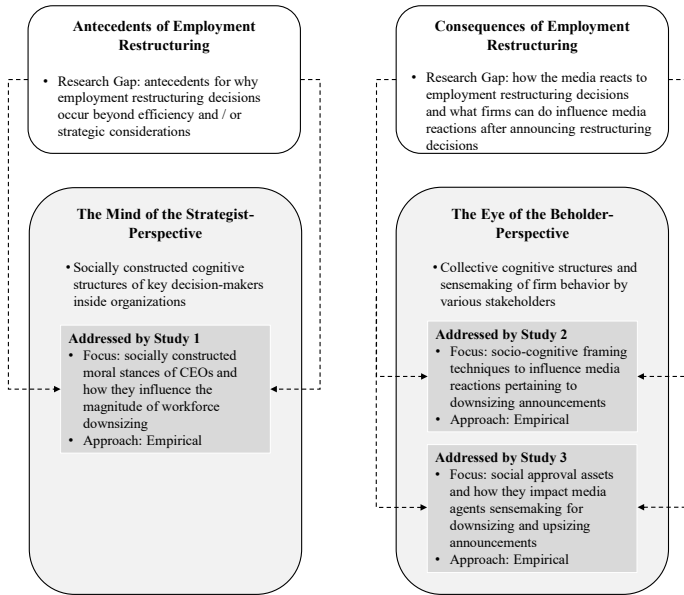 Antecedents of Employment
Restructuring
• Research Gap: antecedents for why
employment restructuring decisions
occur beyond efficiency and / or
strategic considerations
The Mind of the Strategist-
Perspective
• Socially constructed cognitive
structures of key decision-makers
inside organizations
Addressed by Study 1
• Focus: socially constructed
moral stances of CEOs and
how they influence the
magnitude of workforce
downsizing
• Approach: Empirical
Consequences of Employment
Restructuring
• Research Gap: how the media reacts to
employment restructuring decisions
and what firms can do influence media
reactions after announcing restructuring
decisions
The Eye of the Beholder-
Perspective
• Collective cognitive structures and
sensemaking of firm behavior by
various stakeholders
Addressed by Study 2
• Focus: socio-cognitive framing
techniques to influence media
reactions pertaining to
downsizing announcements
• Approach: Empirical
Addressed by Study 3
• Focus: social approval assets
and how they impact media
agents sensemaking for
downsizing and upsizing
announcements
• Approach: Empirical